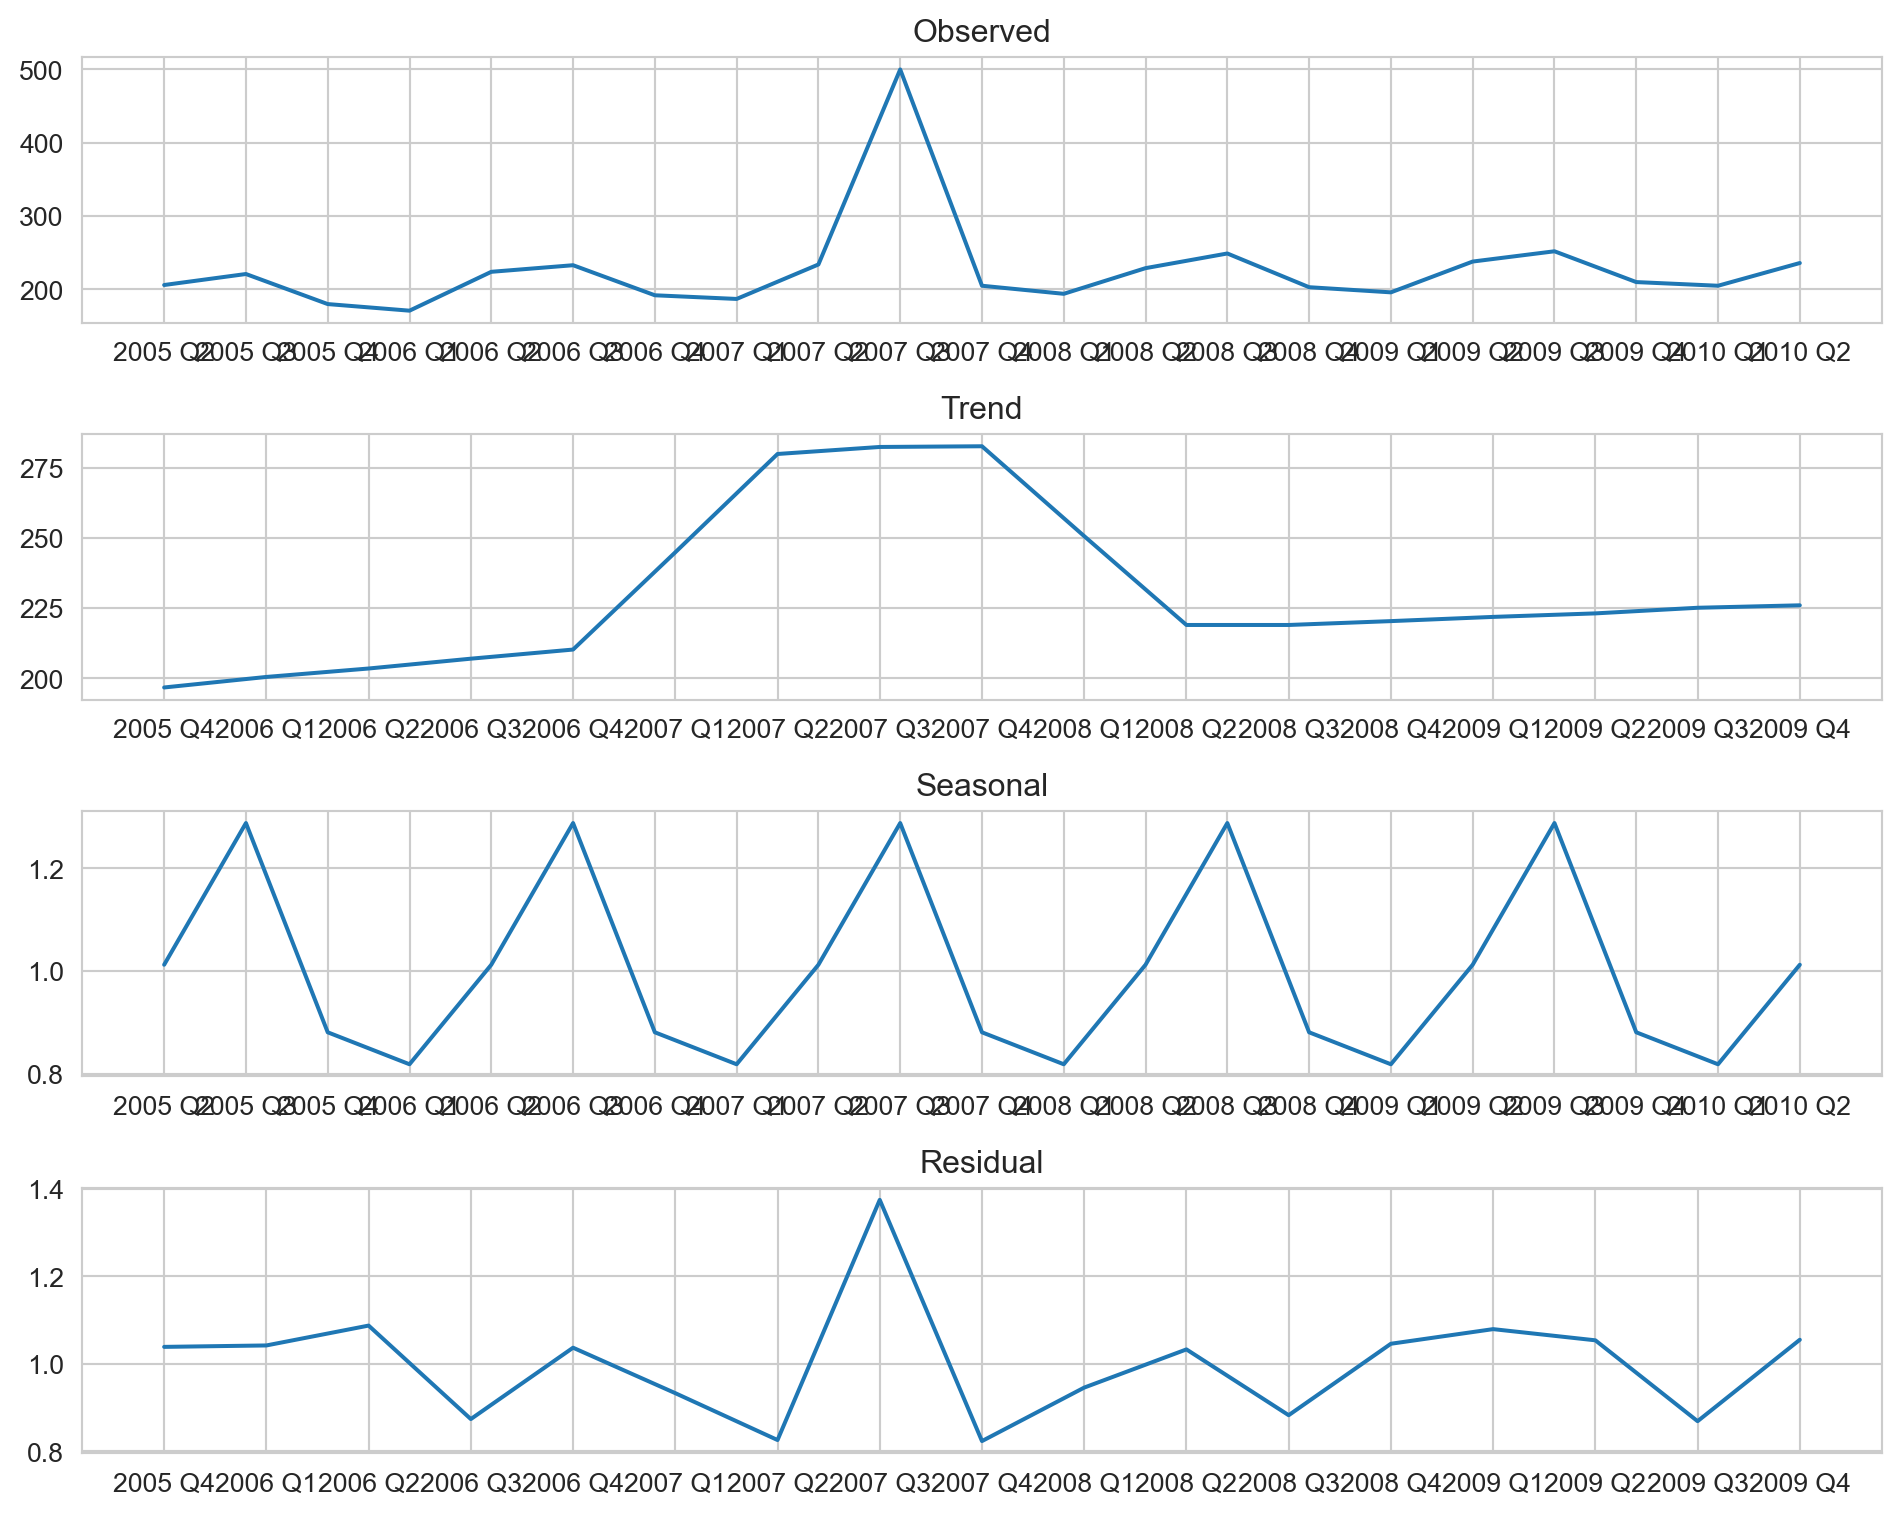 Observed
500
400
300
200
2005 Q2 2005 Q3 2005 Q4 2006 Q1 2006 Q2 2006 Q3 2006 Q4 2007 Q1 2007 Q2 2007 Q3 2007 Q4 2008 Q1 2008 Q2 2008 Q3 2008 Q4 2009 Q1 2009 Q2 2009 Q3 2009 Q4 2010 Q1 2010 Q2
Trend
275
250
225
200
2005 Q4 2006 Q1 2006 Q2 2006 Q3 2006 Q4 2007 Q1 2007 Q2 2007 Q3 2007 Q4 2008 Q1 2008 Q2 2008 Q3 2008 Q4 2009 Q1 2009 Q2 2009 Q3 2009 Q4
Seasonal
1.2
1.0
0.8
2005 Q2 2005 Q3 2005 Q4 2006 Q1 2006 Q2 2006 Q3 2006 Q4 2007 Q1 2007 Q2 2007 Q3 2007 Q4 2008 Q1 2008 Q2 2008 Q3 2008 Q4 2009 Q1 2009 Q2 2009 Q3 2009 Q4 2010 Q1 2010 Q2
Residual
1.4
1.2
1.0
0.8
2005 Q4 2006 Q1 2006 Q2 2006 Q3 2006 Q4 2007 Q1 2007 Q2 2007 Q3 2007 Q4 2008 Q1 2008 Q2 2008 Q3 2008 Q4 2009 Q1 2009 Q2 2009 Q3 2009 Q4